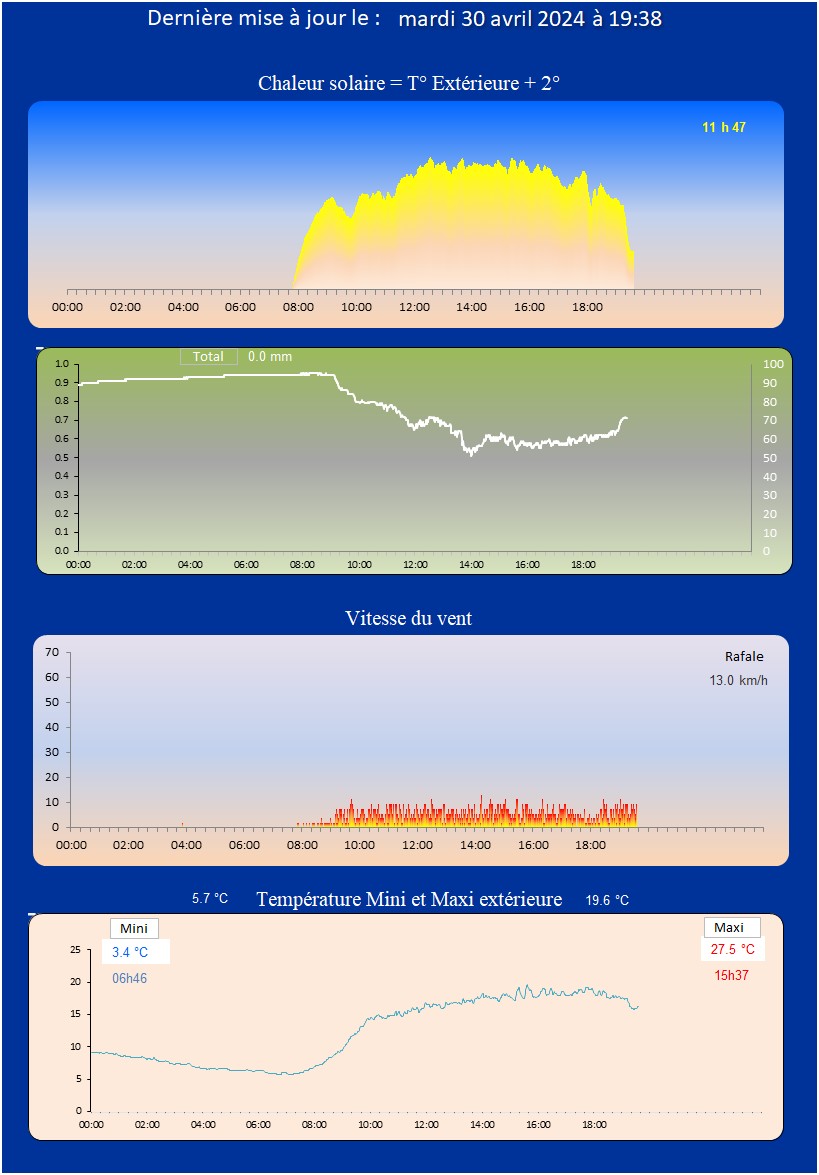 Dernière mise à jour le : mardi 30 avril 2024 à 19:38
Chaleur solaire = T° Extérieure + 2°
11 h 47
00:00 02:00 04:00 06:00 08:00 10:00 12:00 14:00 16:00 18:00
Total 0.0 mm
1.0 100
0.9 90
0.8 80
0.7 70
0.6 60
0.5 50
0.4 40
0.3 30
0.2 20
0.1 10
0.0 0
00:00 02:00 04:00 06:00 08:00 10:00 12:00 14:00 16:00 18:00
Vitesse du vent
70
Rafale
60
13.0 km/h
50
40
30
20
10
0
00:00 02:00 04:00 06:00 08:00 10:00 12:00 14:00 16:00 18:00
5.7 °C Température Mini et Maxi extérieure 19.6 °C
Mini Maxi
25 3.4 °C 27.5 °C
06h46 15h37
20
15
10
5
0
00:00 02:00 04:00 06:00 08:00 10:00 12:00 14:00 16:00 18:00